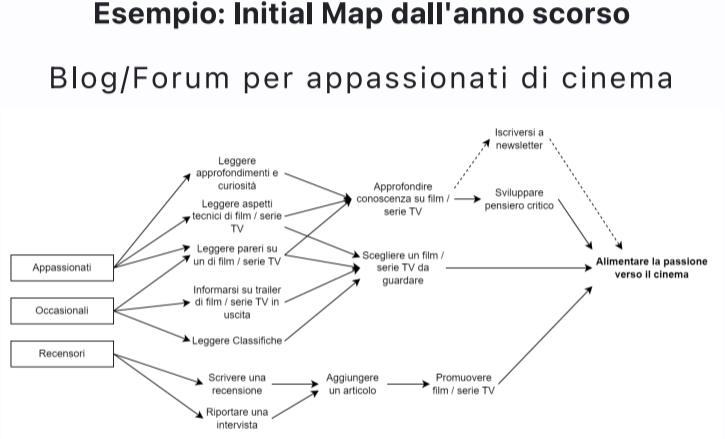 Esempio: Initial Map dall'anno scorso
Blog/Forum per appassionati di cinema
Iscriversi a
newsletter
Leggere
approfondimenti e
curiosità
Approfondire
conoscenza su film /
serie TV
Sviluppare
pensiero critico
Leggere aspetti
tecnici di film / serie
TV
Leggere pareri su
un di film / serie TV
Scegliere un film /
serie TV da
guardare
Alimentare la passione
verso il cinema
Appassionati
Informarsi su trailer
di film / serie TV in
uscita
Occasionali
Leggere Classifiche
Recensori
Scrivere una
recensione
Aggiungere
un articolo
Promuovere
film / serie TV
Riportare una
intervista